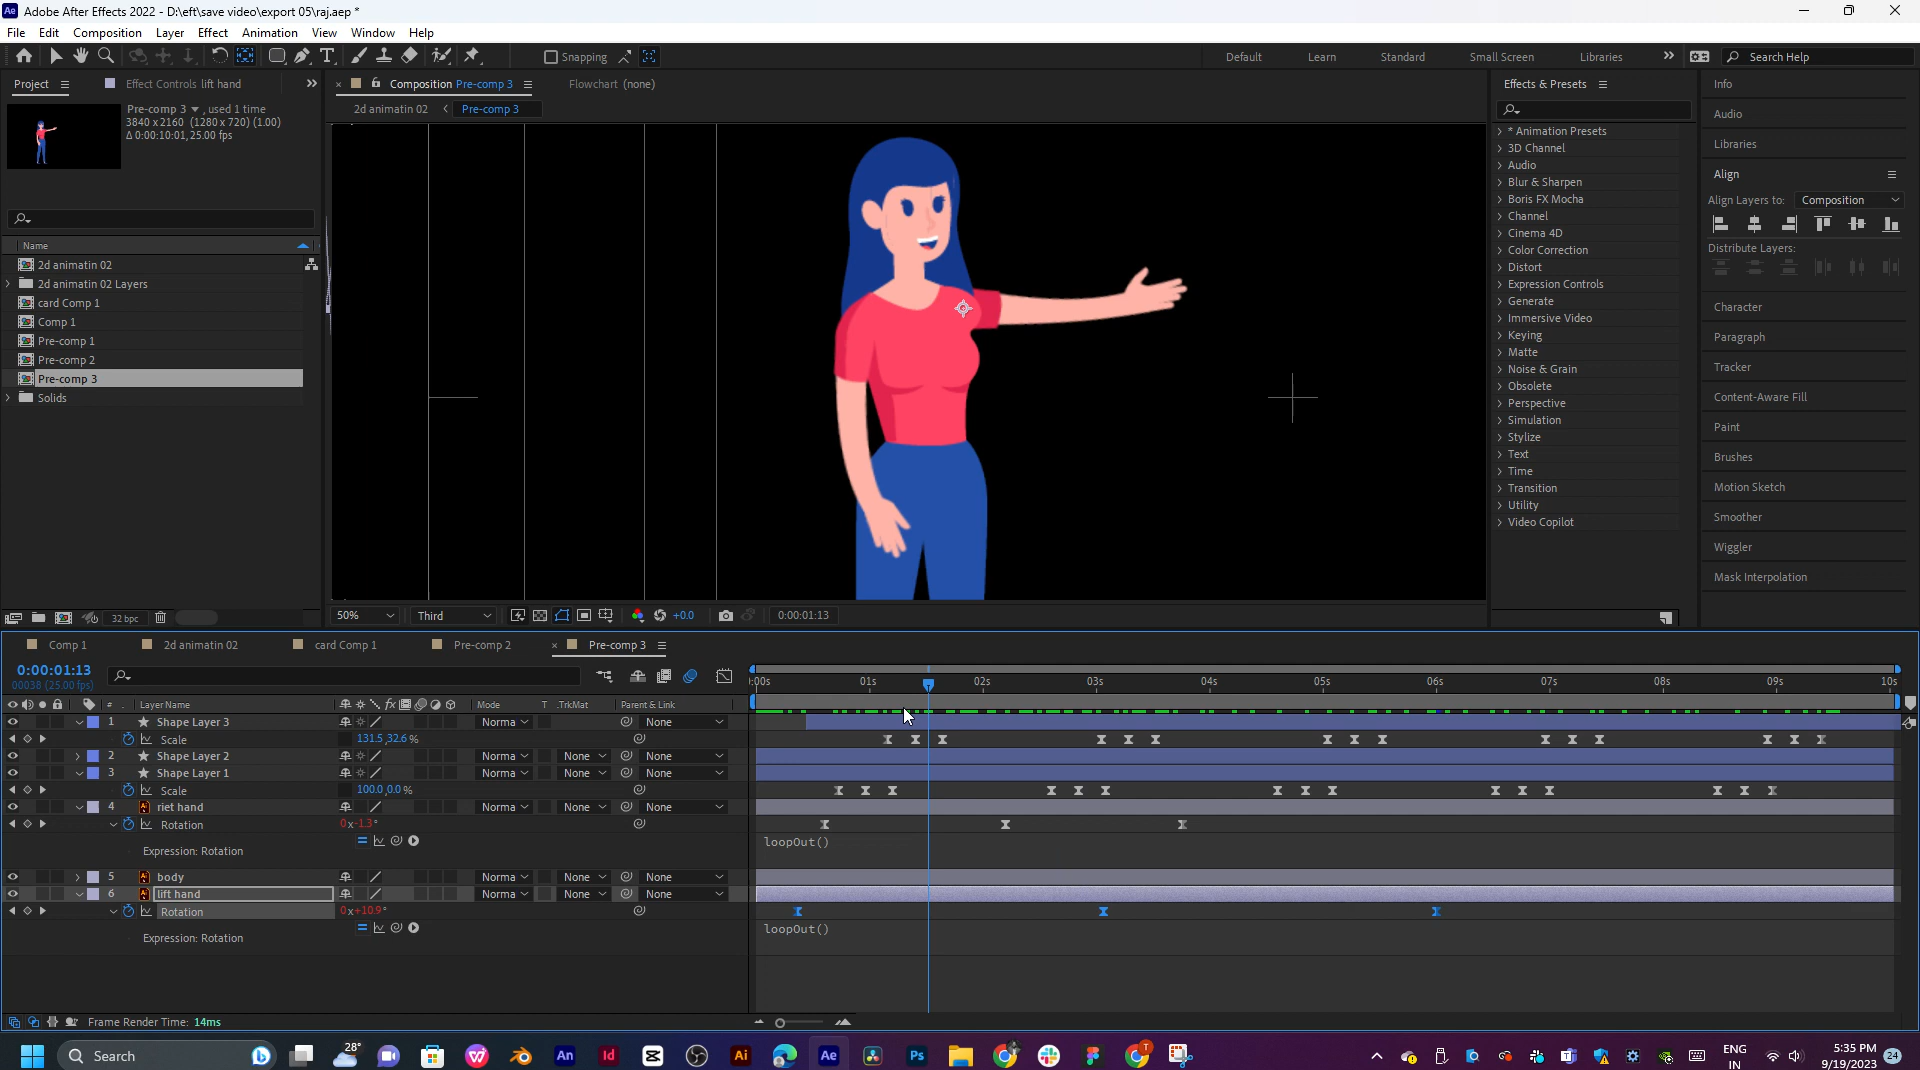 Ae Adobe After Effects 2022 - D:\eft\save video\export 05\raj.aep *
File Edit Composition Layer Effect Animation View Window Help
Snapping Default Learn Standard Small Screen Libraries Search Help
Project Effect Controls lift hand
Composition Pre-comp 3 Flowchart (none)
2d animatin 02 Pre-comp 3
Pre-comp 3 , used 1 time
3840 x 2160 (1280 x 720) (1.00)
Δ 0:00:10:01, 25.00 fps
Name
2d animatin 02
2d animatin 02 Layers
card Comp 1
Comp 1
Pre-comp 1
Pre-comp 2
Pre-comp 3
Solids
32 bpc
50% Third +0.0 0:00:01:13
Effects & Presets
* Animation Presets
3D Channel
Audio
Blur & Sharpen
Boris FX Mocha
Channel
Cinema 4D
Color Correction
Distort
Expression Controls
Generate
Immersive Video
Keying
Matte
Noise & Grain
Obsolete
Perspective
Simulation
Stylize
Text
Time
Transition
Utility
Video Copilot
Info
Audio
Libraries
Align
Align Layers to: Composition
Distribute Layers:
Character
Paragraph
Tracker
Content-Aware Fill
Paint
Brushes
Motion Sketch
Smoother
Wiggler
Mask Interpolation
Comp 1 2d animatin 02 card Comp 1 Pre-comp 2 Pre-comp 3
0:00:01:13
00038 (25.00 fps)
:00s 01s 02s 03s 04s 05s 06s 07s 08s 09s 10s
# Layer Name Mode T .TrkMat Parent & Link
1 Shape Layer 3 Norma None
Scale 131.5,32.6 %
2 Shape Layer 2 Norma None None
3 Shape Layer 1 Norma None None
Scale 100.0,0.0 %
4 riet hand Norma None None
Rotation 0x-1.3°
Expression: Rotation loopOut()
5 body Norma None None
6 lift hand Norma None None
Rotation 0x+10.9°
Expression: Rotation loopOut()
Frame Render Time: 14ms
Search 28° An Id Ai Ae Ps ENG
IN
5:35 PM
9/19/2023 24